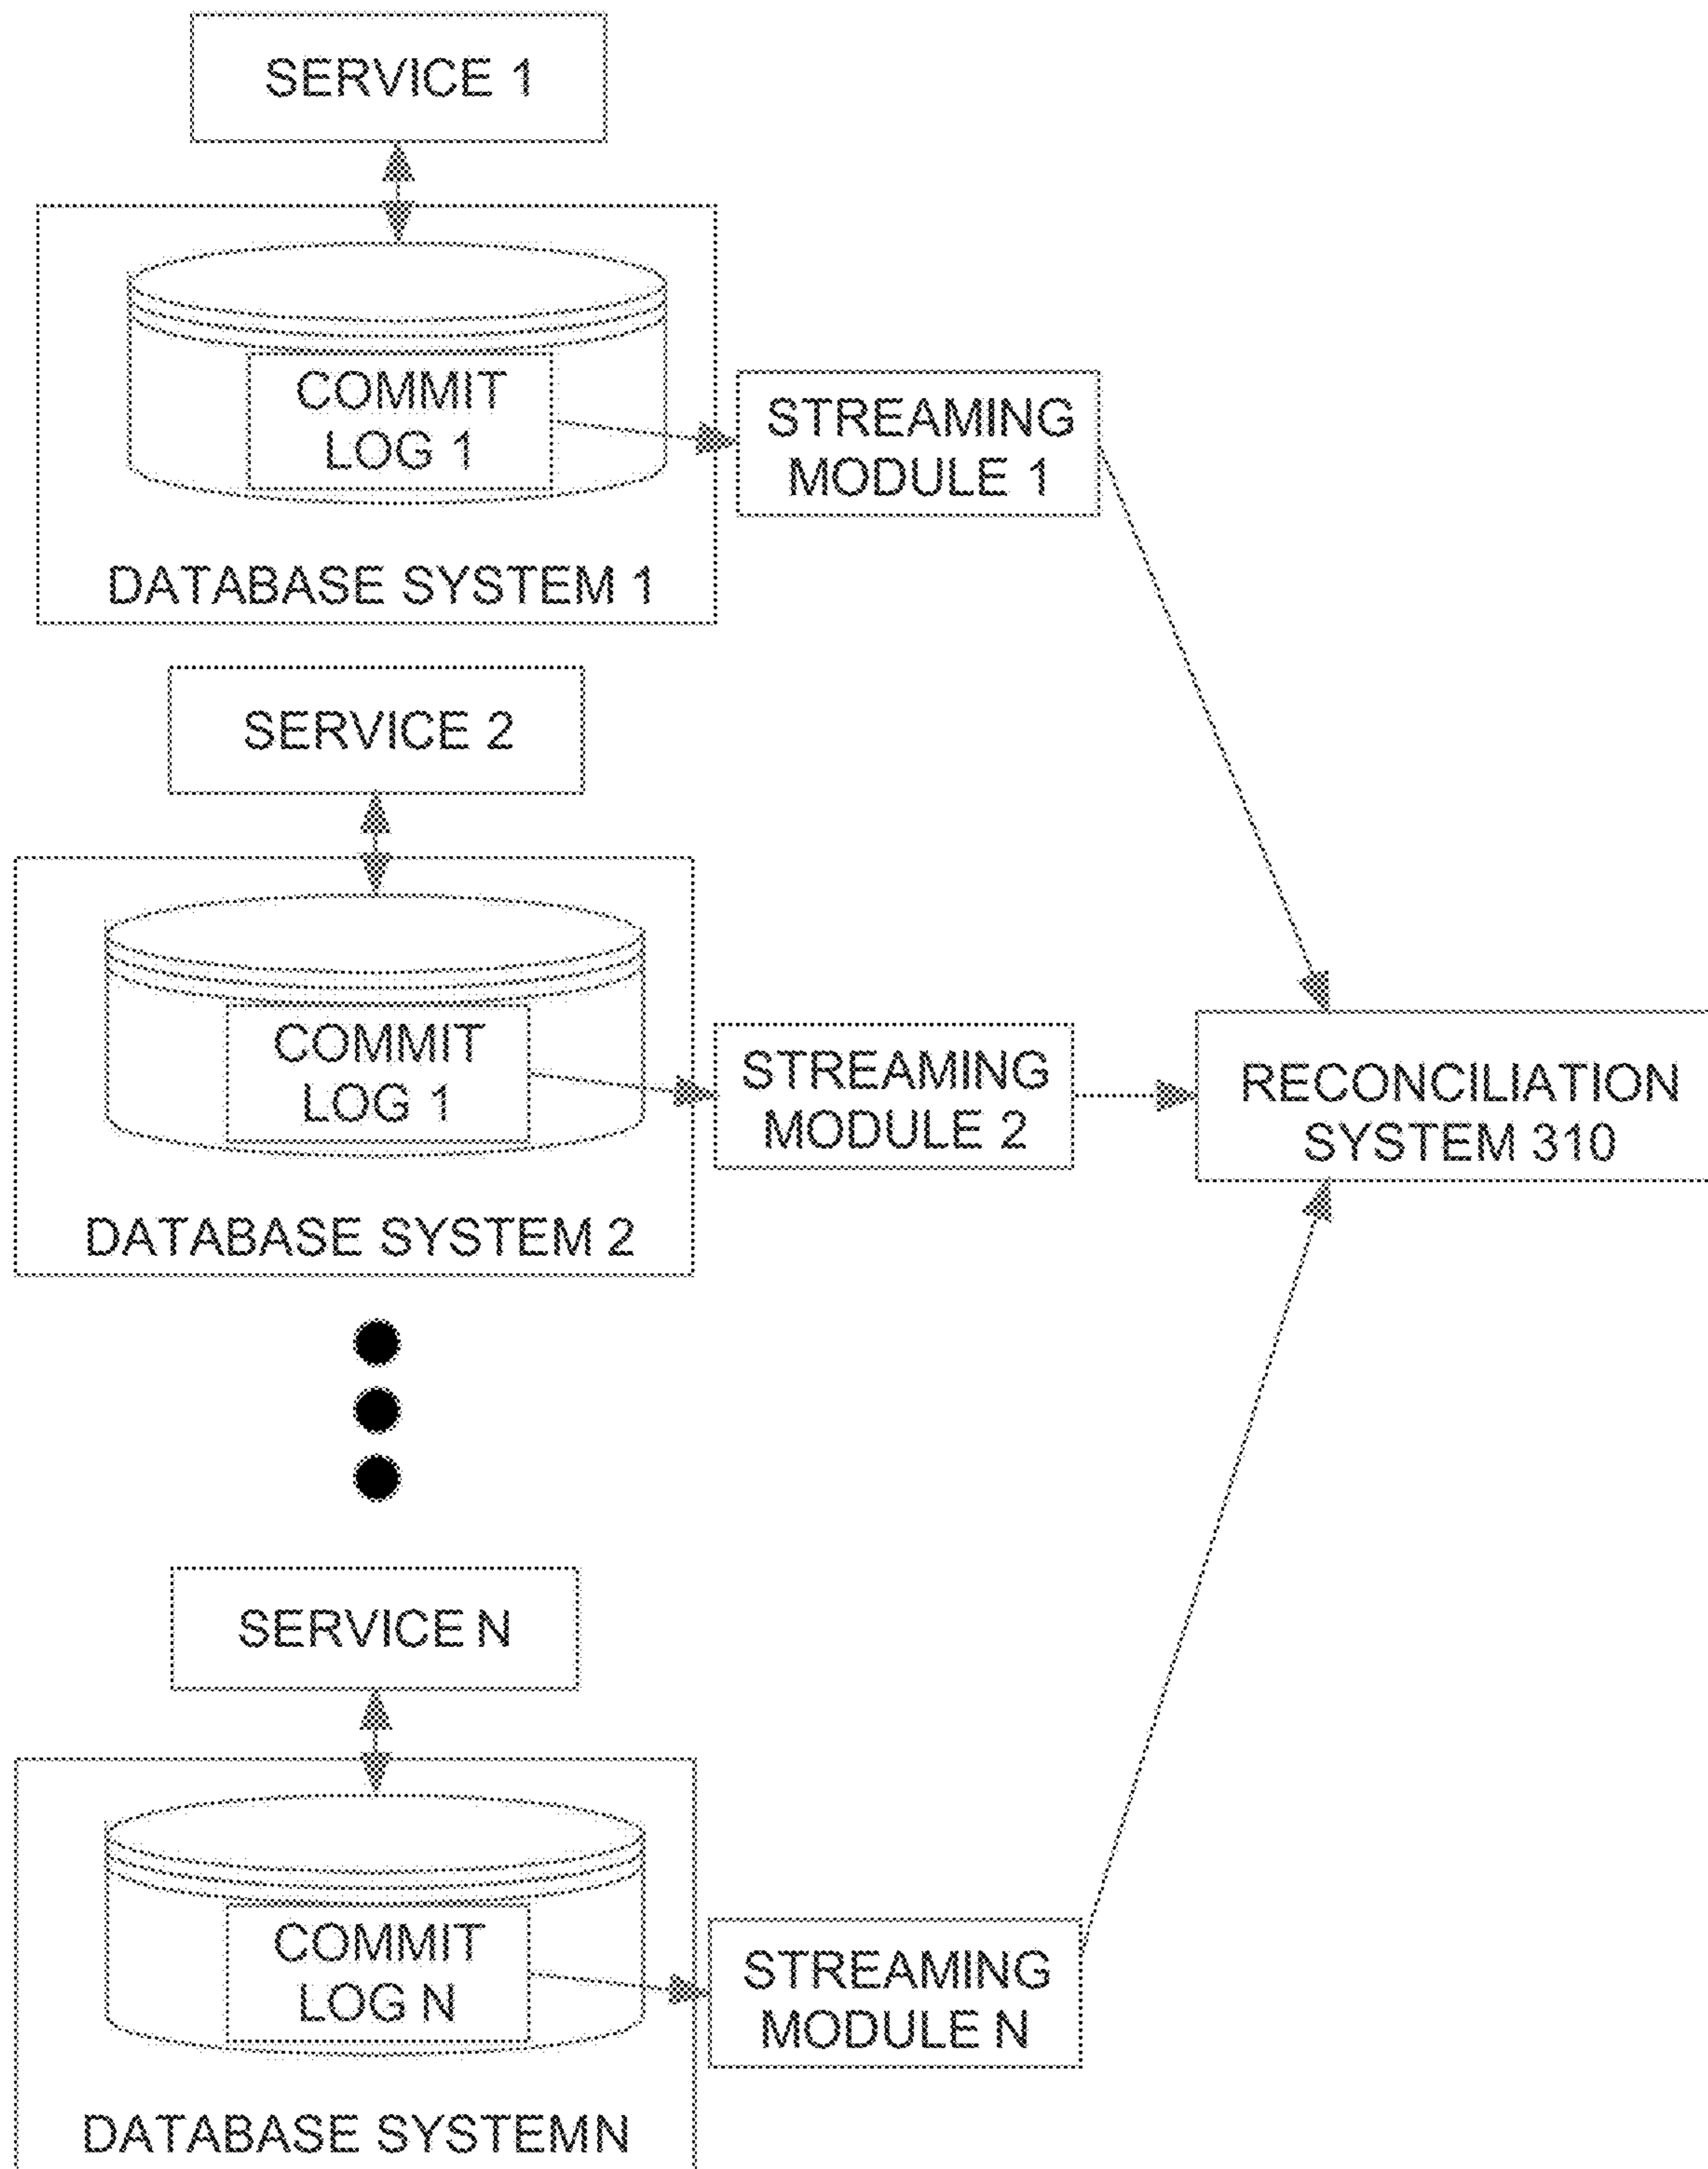 SERVICE 1
COMMIT
LOG 1
STREAMING
MODULE 1
DATABASE SYSTEM 1
SERVICE 2
COMMIT
LOG 1
STREAMING
MODULE 2
RECONCILIATION
SYSTEM 310
DATABASE SYSTEM 2
SERVICE N
COMMIT
LOG N
STREAMING
MODULE N
DATABASE SYSTEMN